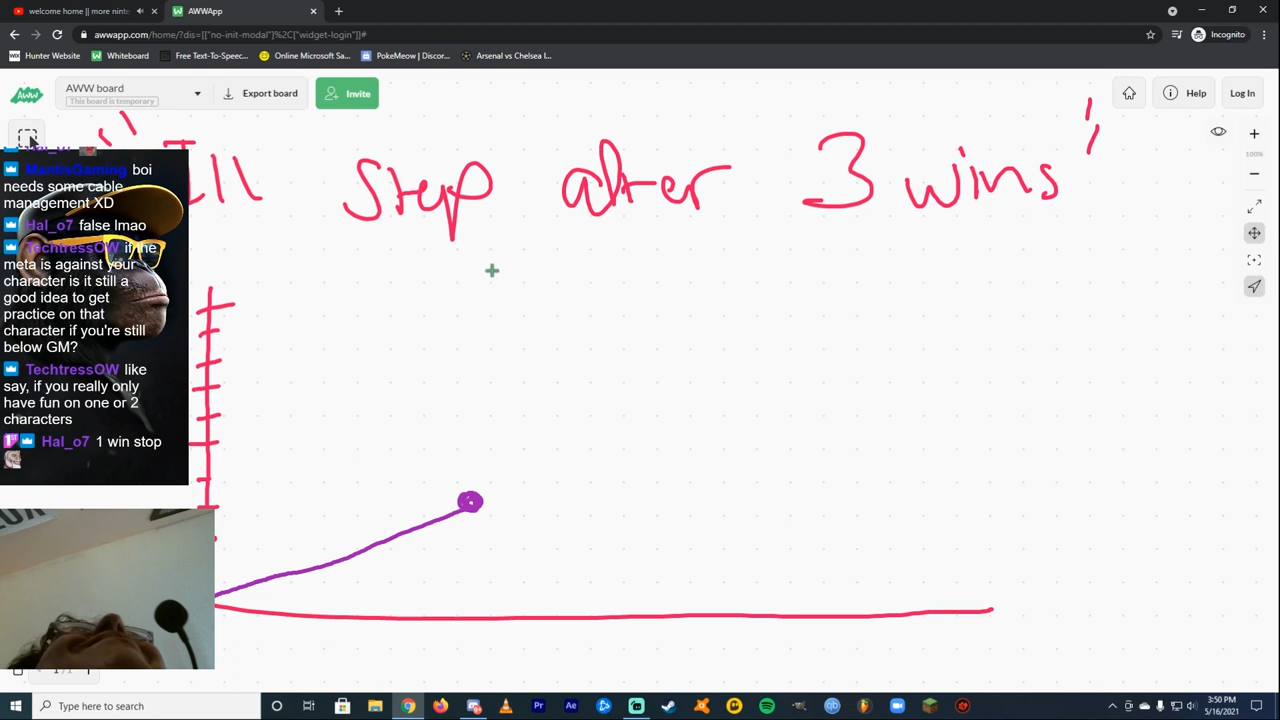 welcome home || more ninte
AWWApp
awwapp.com/home/?dis=[["no-init-modal"]%2C["widget-login"]]#
Incognito
Hunter Website
Whiteboard
Free Text-To-Speec...
Online Microsoft Sa...
PokeMeow | Discor...
Arsenal vs Chelsea l...
AWW board
This board is temporary
Export board
Invite
Help
Log In
"I'll step after 3 wins"
100%
MantisGaming boi
needs some cable
management XD
Hal_o7 false lmao
TechtressOW if the
meta is against your
character is it still a
good idea to get
practice on that
character if you're still
below GM?
TechtressOW like
say, if you really only
have fun on one or 2
characters
Hal_o7 1 win stop
Type here to search
3:50 PM
5/16/2021